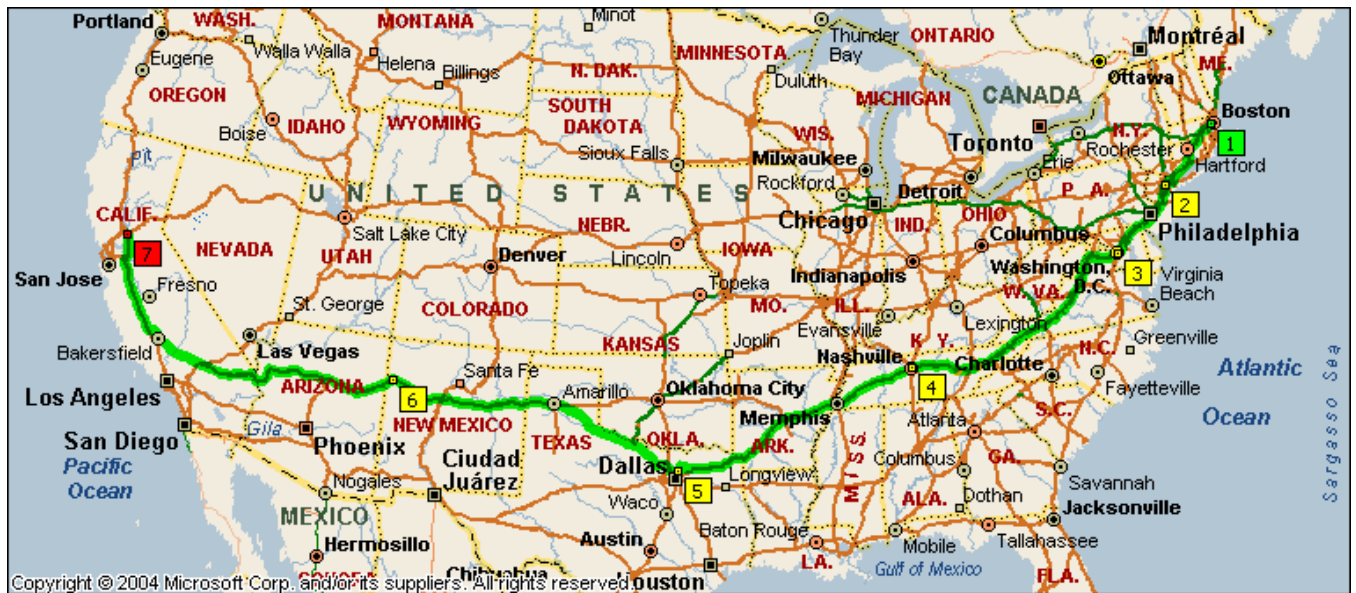 Portland
WASH.
MONTANA
Minot
Thunder
Bay
ONTARIO
Montréal
Eugene
Walla Walla
Helena
Billings
N. DAK.
MINNESOTA
Duluth
Ottawa
ME.
OREGON
Boise
IDAHO
WYOMING
SOUTH
DAKOTA
Sioux Falls
WIS.
MICHIGAN
CANADA
Toronto
N.Y.
Rochester
Boston
1
Hartford
Pit
UNITED STATES
Milwaukee
Rockford
Detroit
Erie
P A.
2
CALIF.
7
NEVADA
Salt Lake City
UTAH
Denver
NEBR.
Lincoln
IOWA
Chicago
IND.
OHIO
Columbus
Philadelphia
San Jose
Fresno
St. George
COLORADO
Topeka
MO.
ILL.
Indianapolis
Washington,
D.C.
3
W. VA.
Virginia
Beach
Bakersfield
Las Vegas
KANSAS
Joplin
Evansville
K Y.
Lexington
Greenville
Nashville
Charlotte
N.C.
Los Angeles
ARIZONA
6
Santa Fe
Amarillo
Oklahoma City
Memphis
4
Atlanta
Fayetteville
Atlantic
Ocean
Sargasso Sea
San Diego
Gila
Phoenix
NEW MEXICO
TEXAS
OKLA.
ARK.
S.C.
Pacific
Ocean
Nogales
Ciudad
Juárez
Dallas
5
Longview
MISS.
Columbus
GA.
ALA.
Dothan
Savannah
MEXICO
Hermosillo
Waco
Austin
Baton Rouge
LA.
Mobile
Tallahassee
Jacksonville
Gulf of Mexico
FLA.
SONORA
Chihuahua
Houston
Copyright © 2004 Microsoft Corp. and/or its suppliers. All rights reserved.